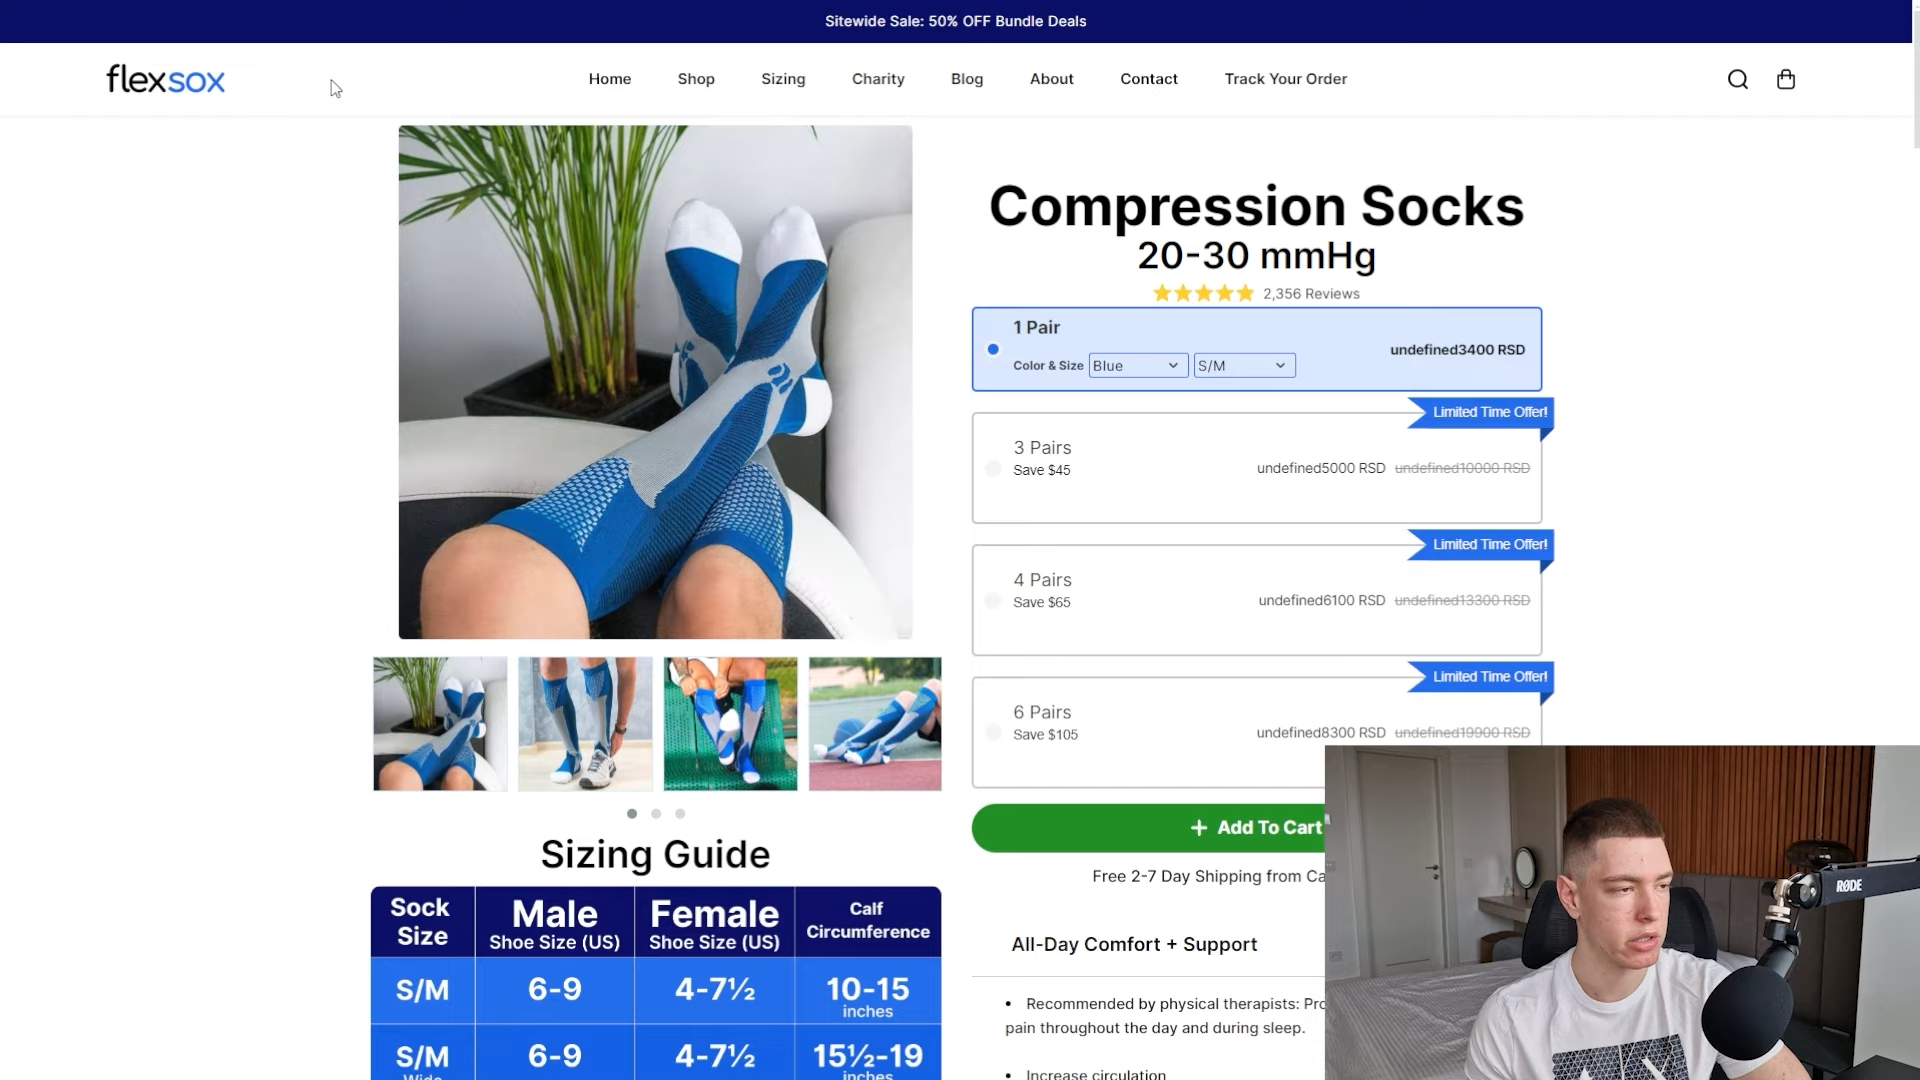 Sitewide Sale: 50% OFF Bundle Deals
flexsox
Home Shop Sizing Charity Blog About Contact Track Your Order
Compression Socks
20-30 mmHg
2,356 Reviews
1 Pair
Color & Size Blue S/M
undefined3400 RSD
Limited Time Offer!
3 Pairs
Save $45
undefined5000 RSD undefined10000 RSD
Limited Time Offer!
4 Pairs
Save $65
undefined6100 RSD undefined13300 RSD
Limited Time Offer!
6 Pairs
Save $105
undefined8300 RSD undefined19900 RSD
+ Add To Cart
Free 2-7 Day Shipping from Ca
All-Day Comfort + Support
• Recommended by physical therapists: Pro
pain throughout the day and during sleep.
• Increase circulation
Sizing Guide
Sock Size
Male Shoe Size (US)
Female Shoe Size (US)
Calf Circumference
S/M 6-9 4-7½ 10-15 inches
S/M Wide 6-9 4-7½ 15½-19 inches
RØDE